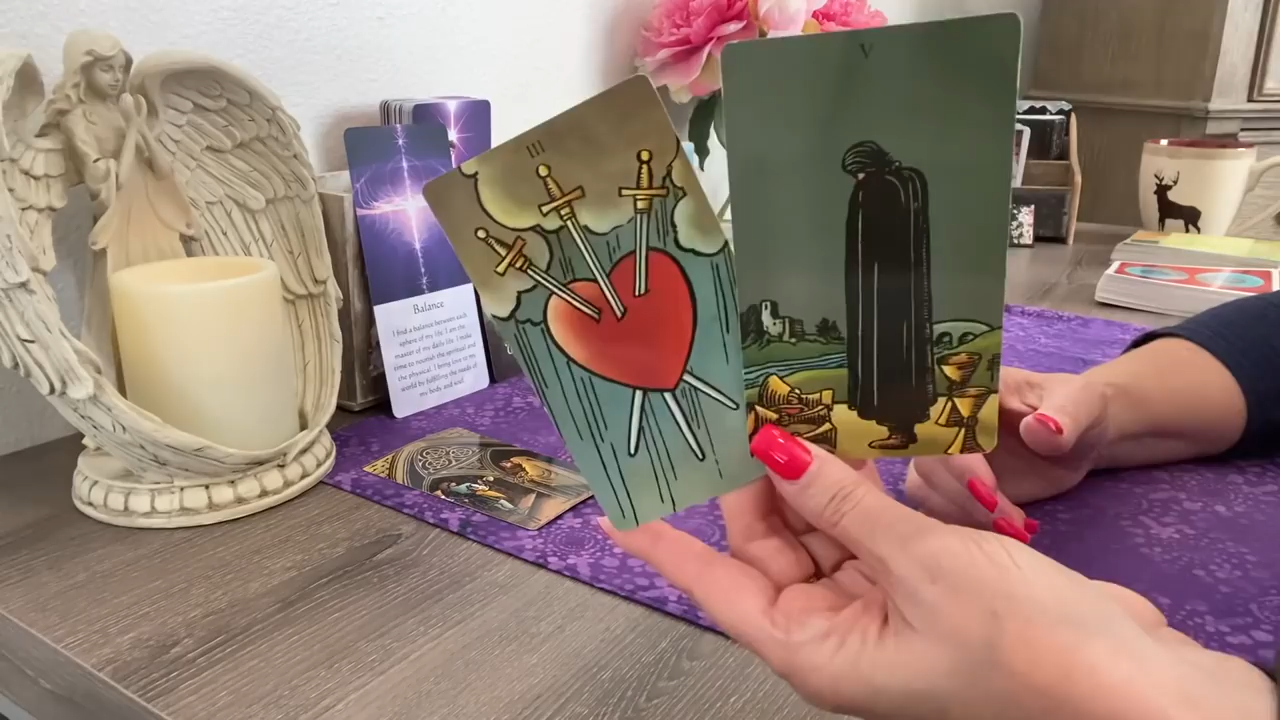 III
V
Balance
I find a balance between each
sphere of my life. I am the
master of my daily life. I make
time to nourish the spiritual and
the physical. I bring love to my
world by fulfilling the needs of
my body and soul.